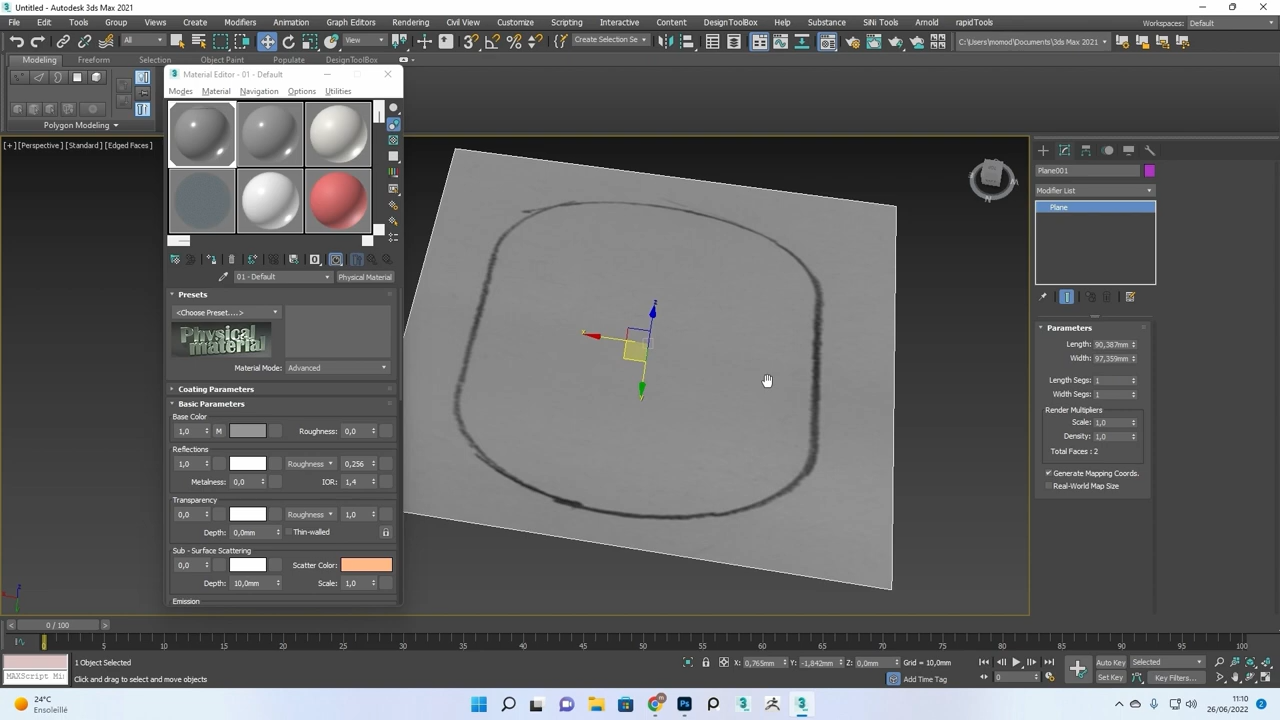 Untitled - Autodesk 3ds Max 2021
File Edit Tools Group Views Create Modifiers Animation Graph Editors Rendering Civil View Customize Scripting Interactive Content DesignToolBox Help Substance SiNi Tools Arnold rapidTools
Workspaces: Default
All
View
Create Selection Se
C:\Users\momod\Documents\3ds Max 2021
Modeling Freeform Selection Object Paint Populate DesignToolBox
Polygon Modeling
Material Editor - 01 - Default
Modes Material Navigation Options Utilities
[+] [Perspective ] [Standard ] [Edged Faces ]
01 - Default
Physical Material
Presets
<Choose Preset....>
Physical material
Material Mode: Advanced
Coating Parameters
Basic Parameters
Base Color
1,0 M Roughness: 0,0
Reflections
1,0 Roughness 0,256
Metalness: 0,0 IOR: 1,4
Transparency
0,0 Roughness 1,0
Depth: 0,0mm Thin-walled
Sub - Surface Scattering
0,0 Scatter Color:
Depth: 10,0mm Scale: 1,0
Emission
x
z
N
Plane001
Modifier List
Plane
Parameters
Length: 90,387mm
Width: 97,359mm
Length Segs: 1
Width Segs: 1
Render Multipliers
Scale: 1,0
Density: 1,0
Total Faces : 2
Generate Mapping Coords.
Real-World Map Size
0 / 100
0 5 10 15 20 25 30 35 40 45 50 55 60 65 70 75 80 85 90 95 100
MAXScript Mi
1 Object Selected
Click and drag to select and move objects
X: 0,765mm Y: -1,842mm Z: 0,0mm Grid = 10,0mm
Add Time Tag
0
Auto Key Selected
Set Key Key Filters...
24°C
Ensoleillé
11:10
26/06/2022